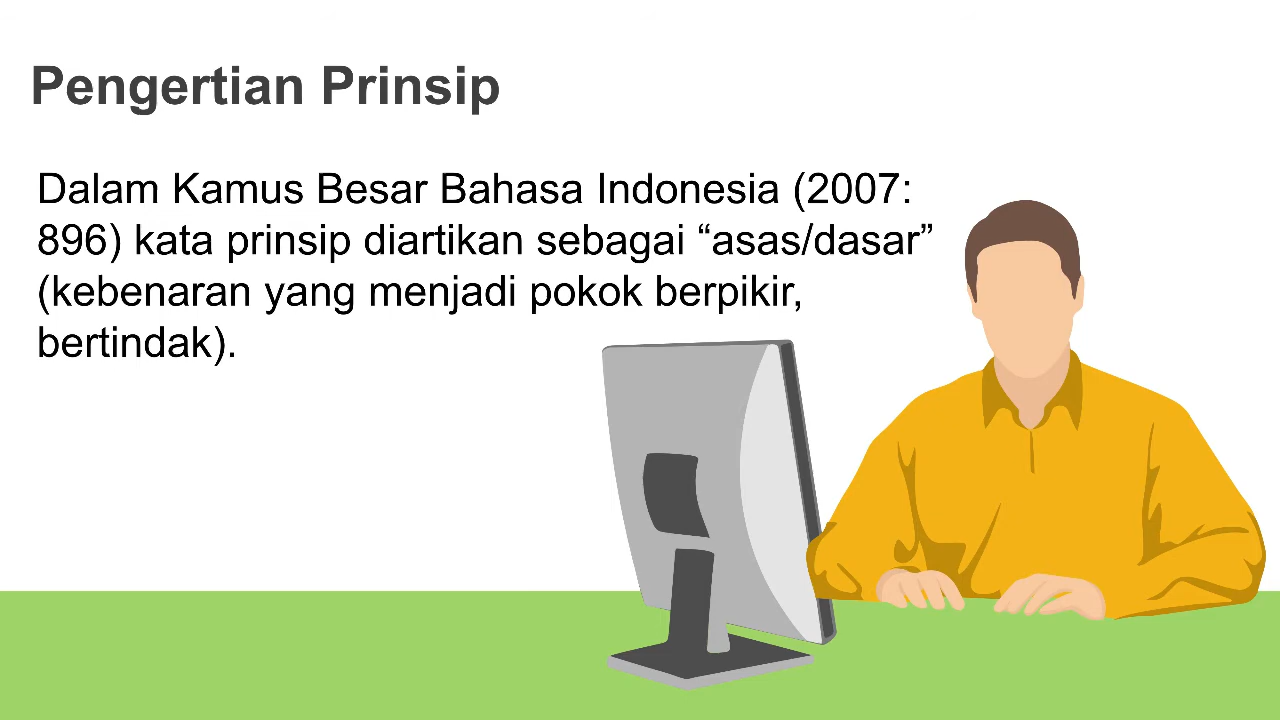 Pengertian Prinsip
Dalam Kamus Besar Bahasa Indonesia (2007:
896) kata prinsip diartikan sebagai “asas/dasar”
(kebenaran yang menjadi pokok berpikir,
bertindak).